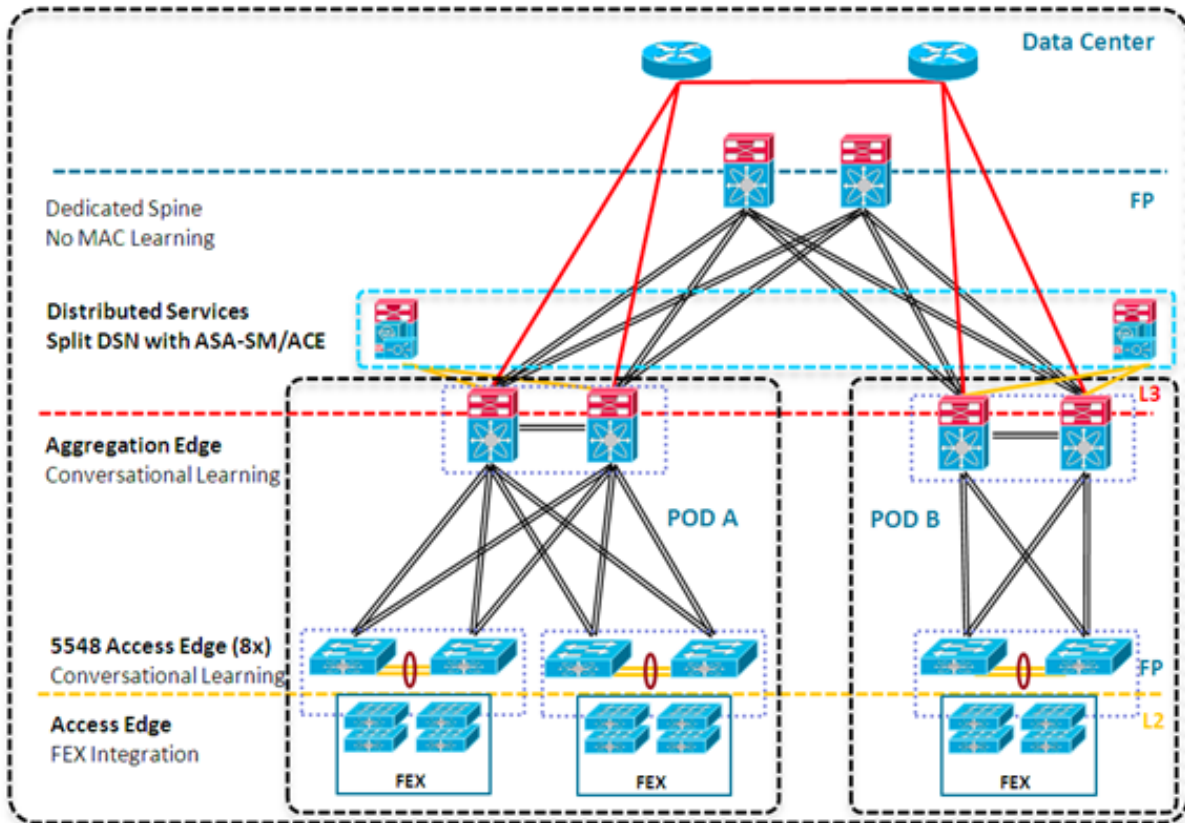 Data Center
FP
Dedicated Spine
No MAC Learning
Distributed Services
Split DSN with ASA-SM/ACE
L3
Aggregation Edge
Conversational Learning
POD A
POD B
5548 Access Edge (8x)
Conversational Learning
FP
L2
Access Edge
FEX Integration
FEX
FEX
FEX